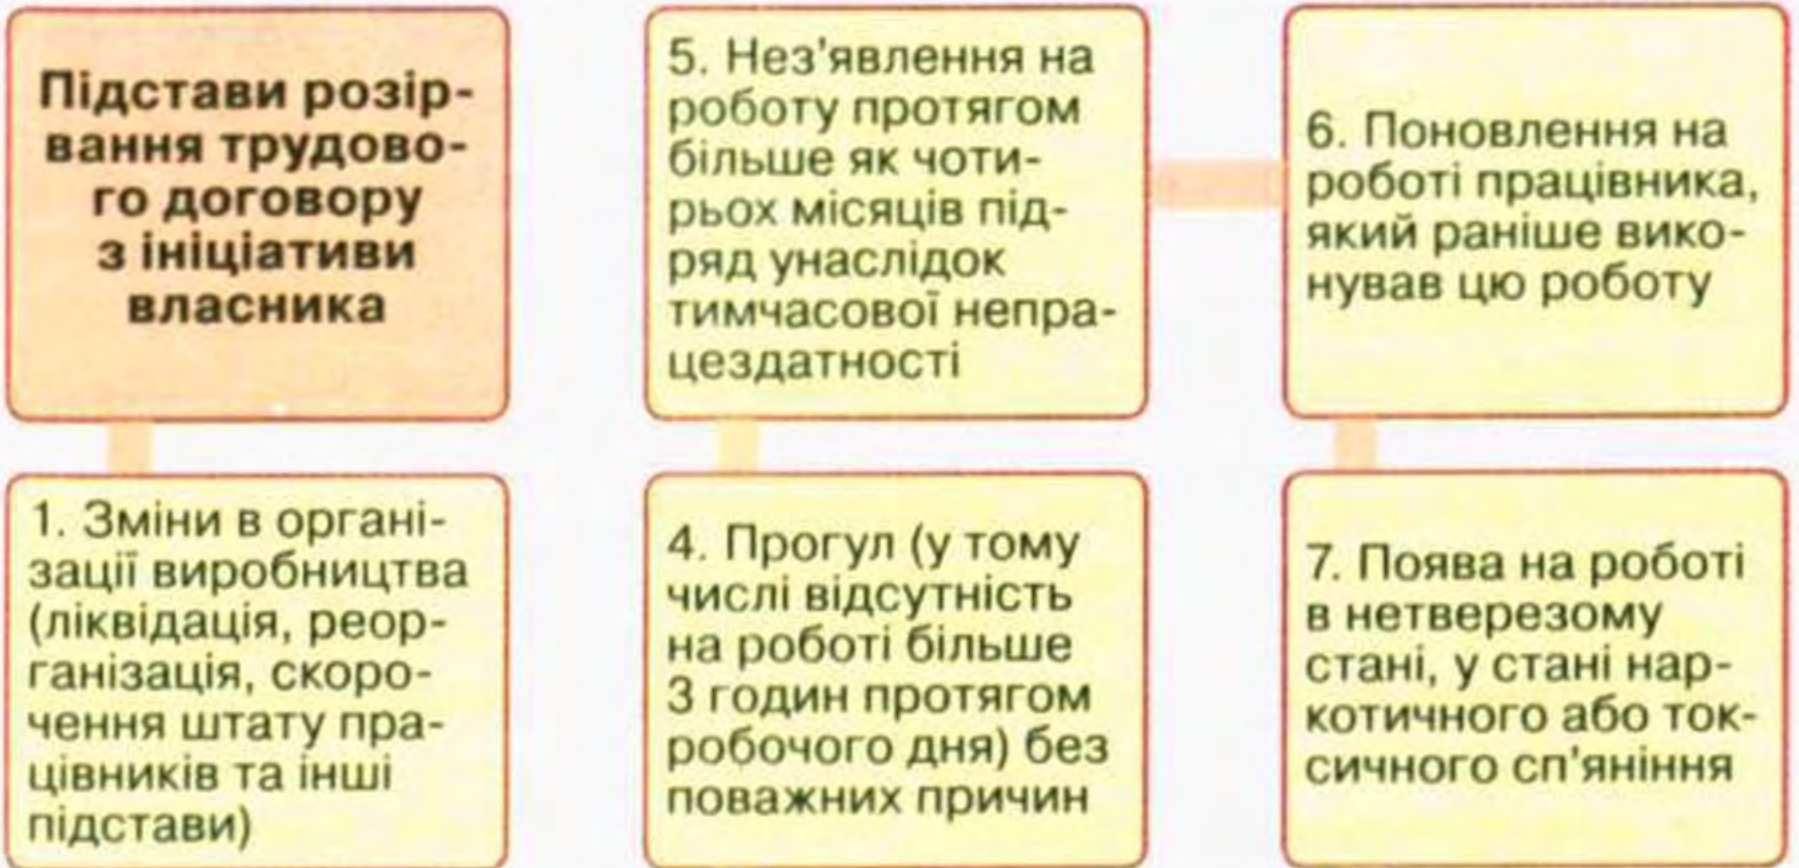 Підстави розір-
вання трудово-
го договору
з ініціативи
власника
1. Зміни в органі-
зації виробництва
(ліквідація, реор-
ганізація, скоро-
чення штату пра-
цівників та інші
підстави)
5. Нез'явлення на
роботу протягом
більше як чоти-
рьох місяців під-
ряд унаслідок
тимчасової непра-
цездатності
4. Прогул (у тому
числі відсутність
на роботі більше
3 годин протягом
робочого дня) без
поважних причин
6. Поновлення на
роботі працівника,
який раніше вико-
нував цю роботу
7. Поява на роботі
в нетверезому
стані, у стані нар-
котичного або ток-
сичного сп'яніння